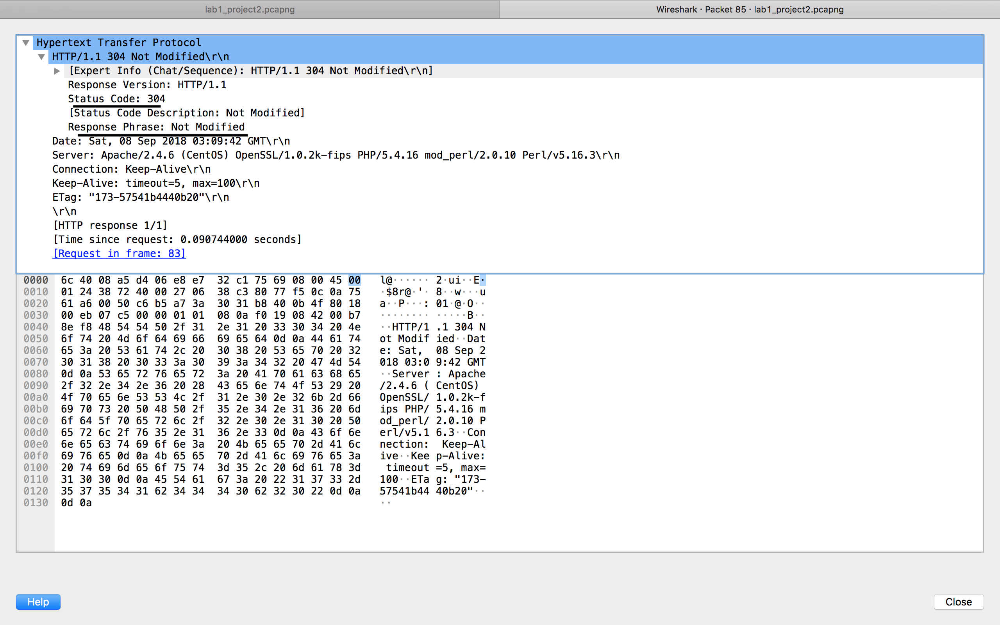 lab1_project2.pcapng
Wireshark · Packet 85 · lab1_project2.pcapng
Hypertext Transfer Protocol
HTTP/1.1 304 Not Modified\r\n
[Expert Info (Chat/Sequence): HTTP/1.1 304 Not Modified\r\n]
Response Version: HTTP/1.1
Status Code: 304
[Status Code Description: Not Modified]
Response Phrase: Not Modified
Date: Sat, 08 Sep 2018 03:09:42 GMT\r\n
Server: Apache/2.4.6 (CentOS) OpenSSL/1.0.2k-fips PHP/5.4.16 mod_perl/2.0.10 Perl/v5.16.3\r\n
Connection: Keep-Alive\r\n
Keep-Alive: timeout=5, max=100\r\n
ETag: "173-57541b4440b20"\r\n
\r\n
[HTTP response 1/1]
[Time since request: 0.090744000 seconds]
[Request in frame: 83]
0000 6c 40 08 a5 d4 06 e8 e7 32 c1 75 69 08 00 45 00 l@······ 2·ui··E·
0010 01 24 38 72 40 00 27 06 38 c3 80 77 f5 0c 0a 75 ·$8r@·'· 8··w···u
0020 61 a6 00 50 c6 b5 a7 3a 30 31 b8 40 0b 4f 80 18 a··P···: 01·@·O··
0030 00 eb 07 c5 00 00 01 01 08 0a f0 19 08 42 00 b7 ········ ·····B··
0040 8e f8 48 54 54 50 2f 31 2e 31 20 33 30 34 20 4e ··HTTP/1 .1 304 N
0050 6f 74 20 4d 6f 64 69 66 69 65 64 0d 0a 44 61 74 ot Modif ied··Dat
0060 65 3a 20 53 61 74 2c 20 30 38 20 53 65 70 20 32 e: Sat, 08 Sep 2
0070 30 31 38 20 30 33 3a 30 39 3a 34 32 20 47 4d 54 018 03:0 9:42 GMT
0080 0d 0a 53 65 72 76 65 72 3a 20 41 70 61 63 68 65 ··Server : Apache
0090 2f 32 2e 34 2e 36 20 28 43 65 6e 74 4f 53 29 20 /2.4.6 ( CentOS)
00a0 4f 70 65 6e 53 53 4c 2f 31 2e 30 2e 32 6b 2d 66 OpenSSL/ 1.0.2k-f
00b0 69 70 73 20 50 48 50 2f 35 2e 34 2e 31 36 20 6d ips PHP/ 5.4.16 m
00c0 6f 64 5f 70 65 72 6c 2f 32 2e 30 2e 31 30 20 50 od_perl/ 2.0.10 P
00d0 65 72 6c 2f 76 35 2e 31 36 2e 33 0d 0a 43 6f 6e erl/v5.1 6.3··Con
00e0 6e 65 63 74 69 6f 6e 3a 20 4b 65 65 70 2d 41 6c nection: Keep-Al
00f0 69 76 65 0d 0a 4b 65 65 70 2d 41 6c 69 76 65 3a ive··Kee p-Alive:
0100 20 74 69 6d 65 6f 75 74 3d 35 2c 20 6d 61 78 3d timeout =5, max=
0110 31 30 30 0d 0a 45 54 61 67 3a 20 22 31 37 33 2d 100··ETa g: "173-
0120 35 37 35 34 31 62 34 34 34 30 62 32 30 22 0d 0a 57541b44 40b20"··
0130 0d 0a ··
Help
Close